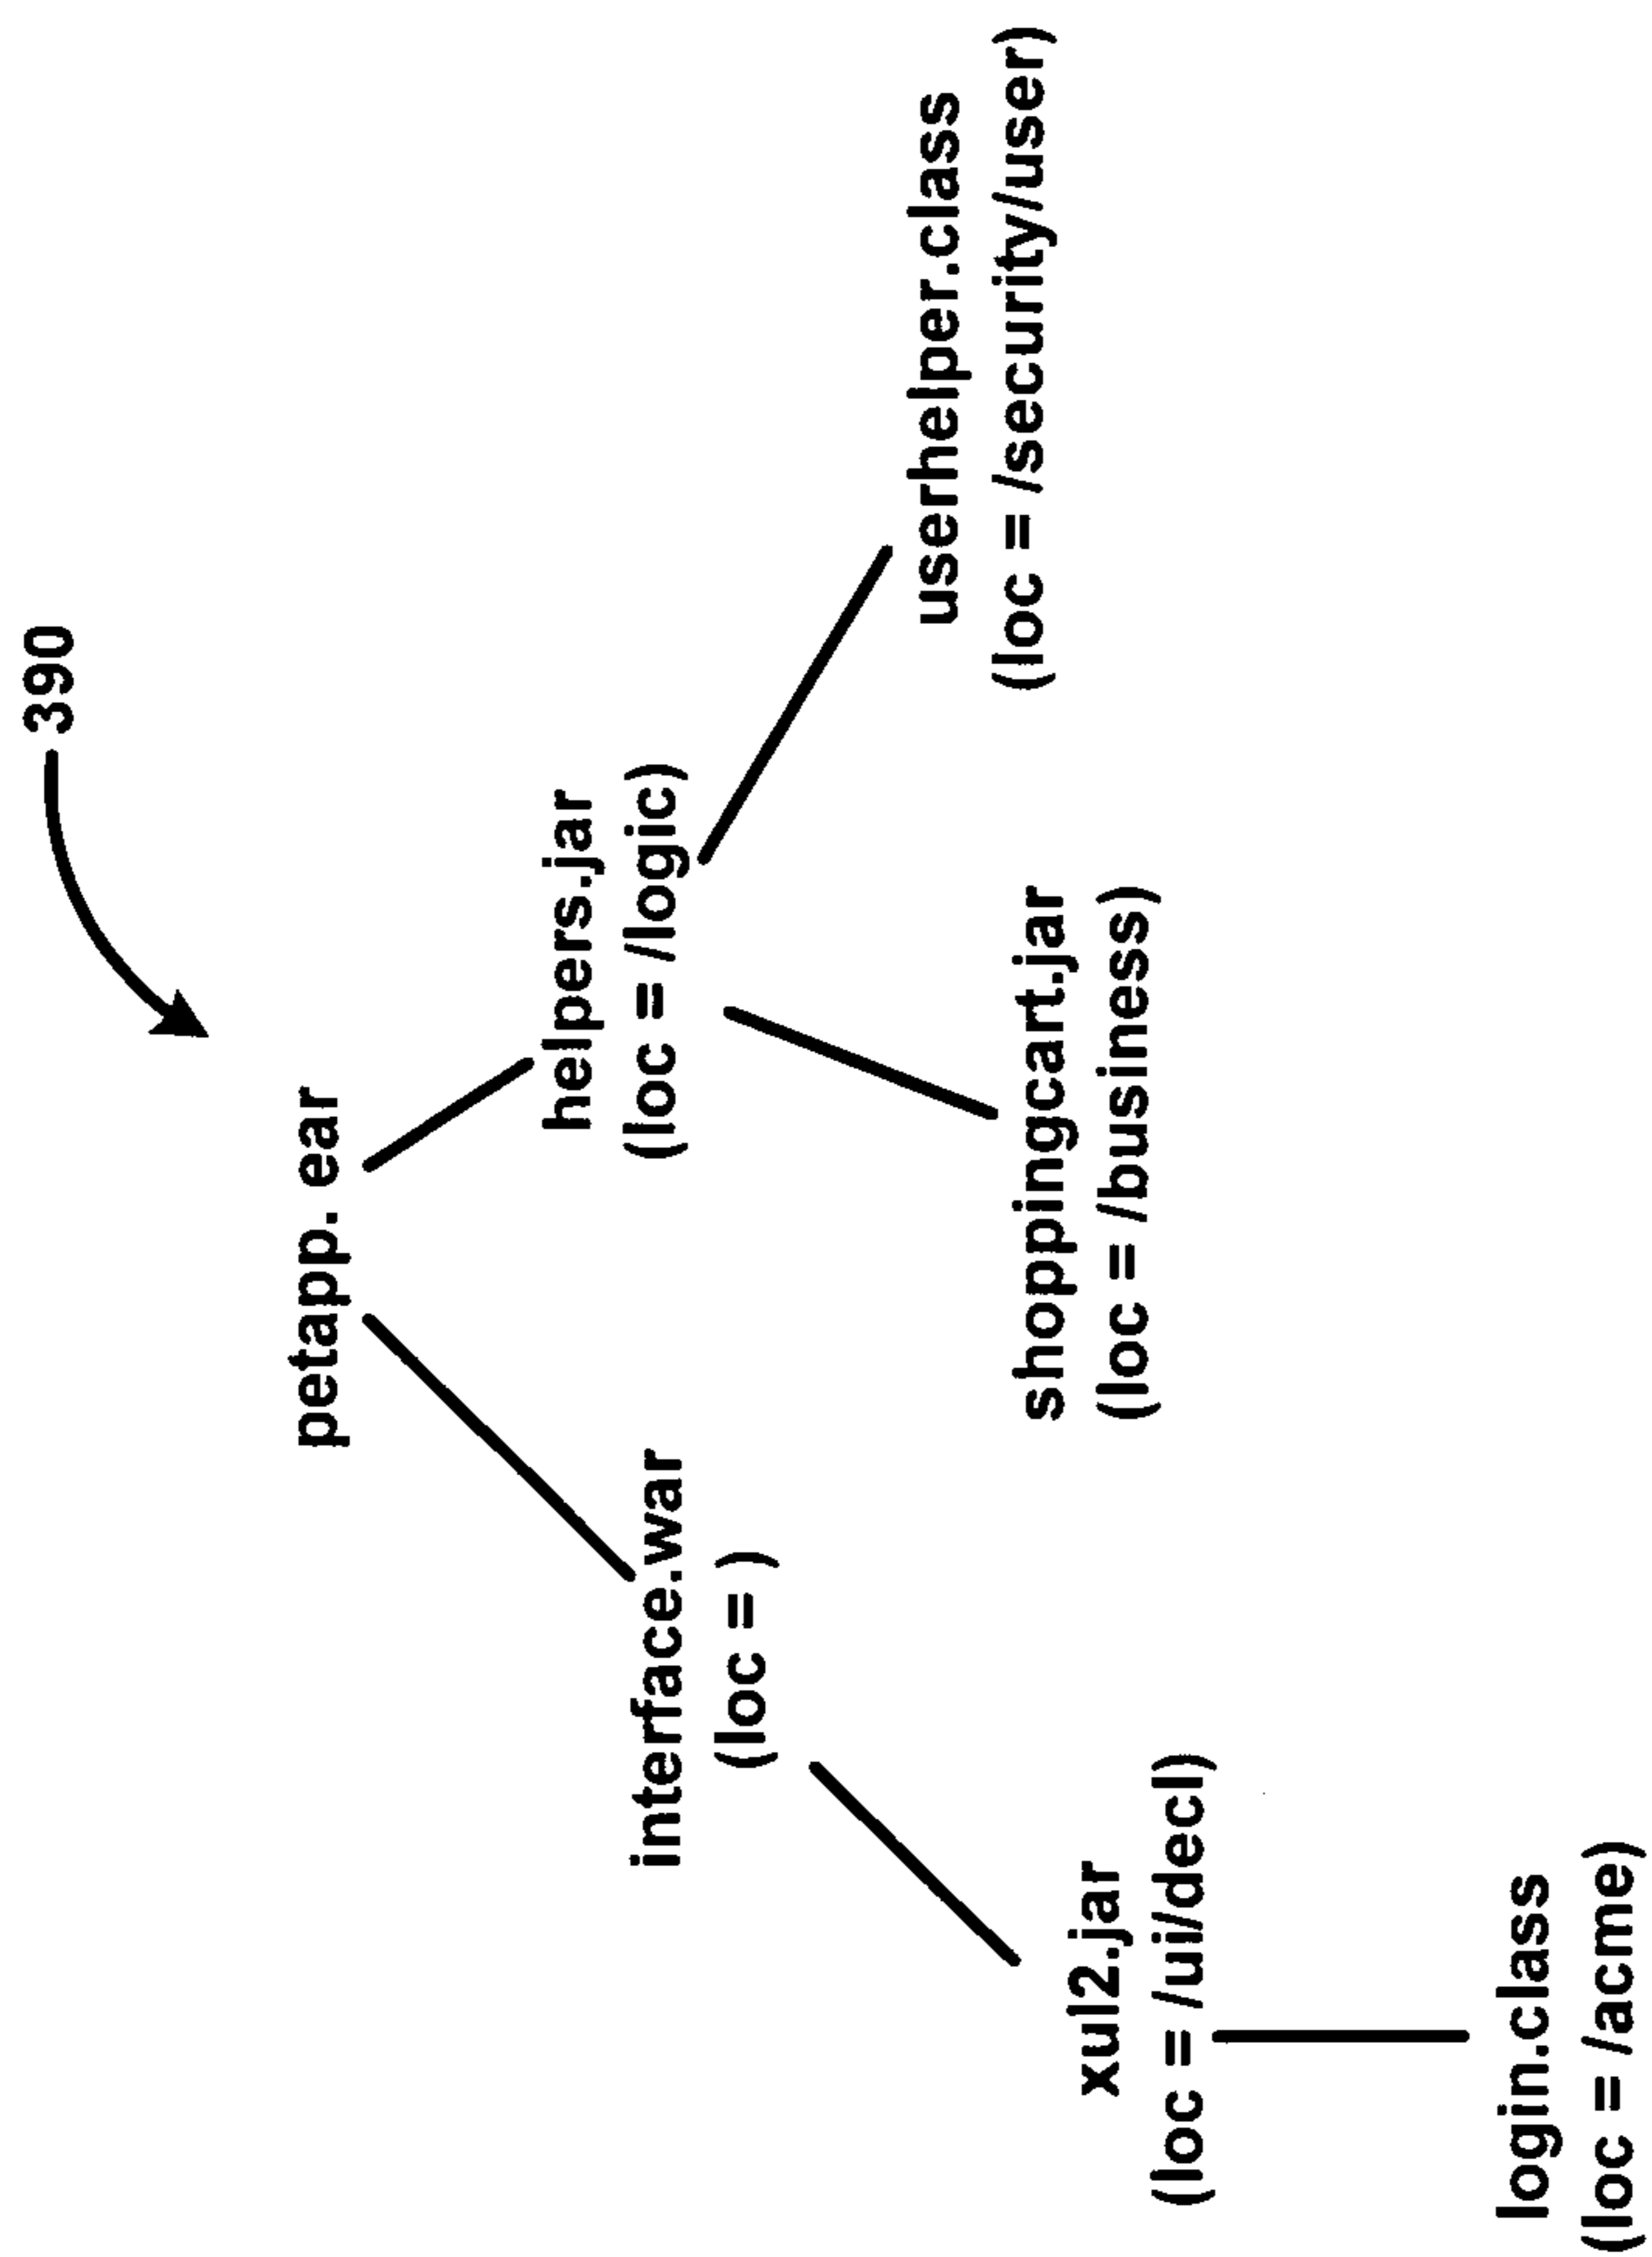 390
petapp. ear
helpers.jar
(loc = /logic)
interface.war
(loc = )
userhelper.class
(loc = /security/user)
shoppingcart.jar
(loc = /business)
xul2.jar
(loc = /ui/decl)
login.class
(loc = /acme)